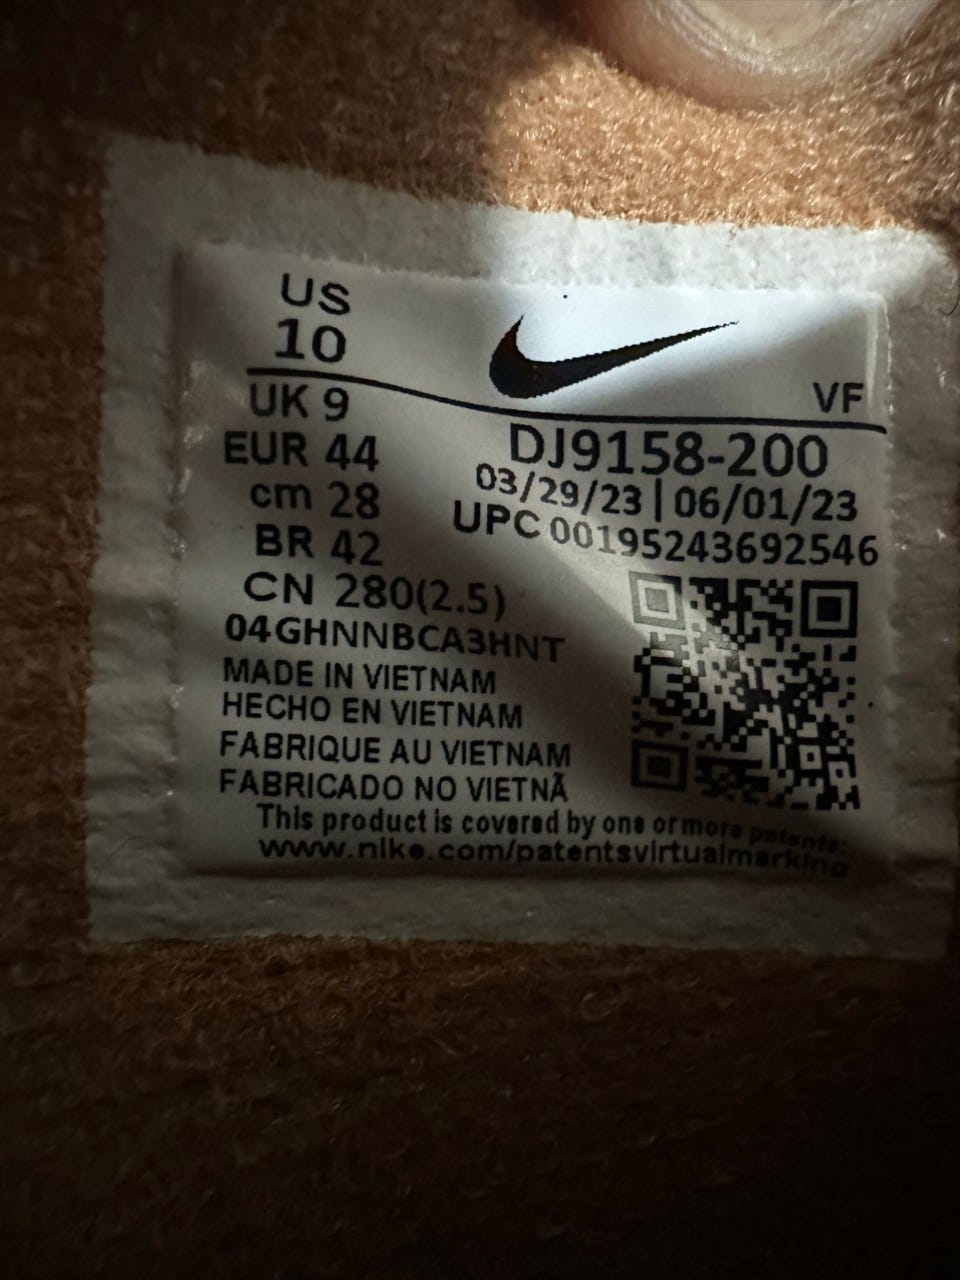 US
10
VF
UK 9
EUR 44
cm 28
BR 42
CN 280(2.5)
DJ9158-200
03/29/23 | 06/01/23
UPC 00195243692546
04GHNNBCA3HNT
MADE IN VIETNAM
HECHO EN VIETNAM
FABRIQUE AU VIETNAM
FABRICADO NO VIETNÃ
This product is covered by one or more patents:
www.nike.com/patentsvirtualmarking